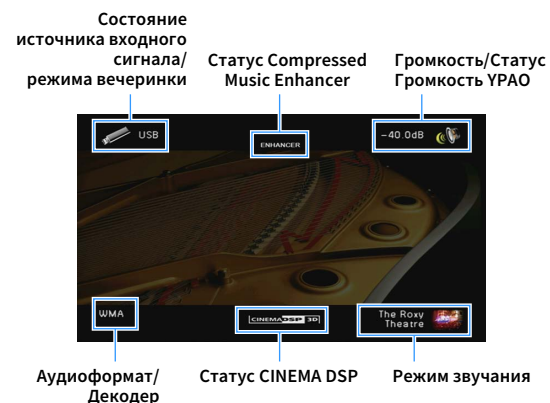 Состояние
источника входного
сигнала/
режима вечеринки
Статус Compressed
Music Enhancer
Громкость/Статус
Громкость YPAO
USB
ENHANCER
−40.0dB
WMA
CINEMA DSP 3D
The Roxy
Theatre
Аудиоформат/
Декодер
Статус CINEMA DSP
Режим звучания